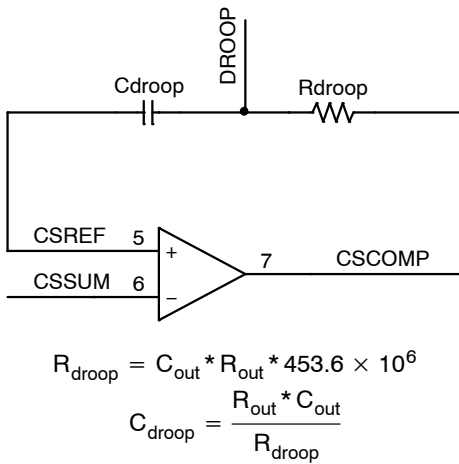 DROOP
Cdroop
Rdroop
CSREF 5
+
CSSUM 6
−
7 CSCOMP
R_droop = C_out * R_out * 453.6 × 10^6
C_droop = R_out * C_out / R_droop